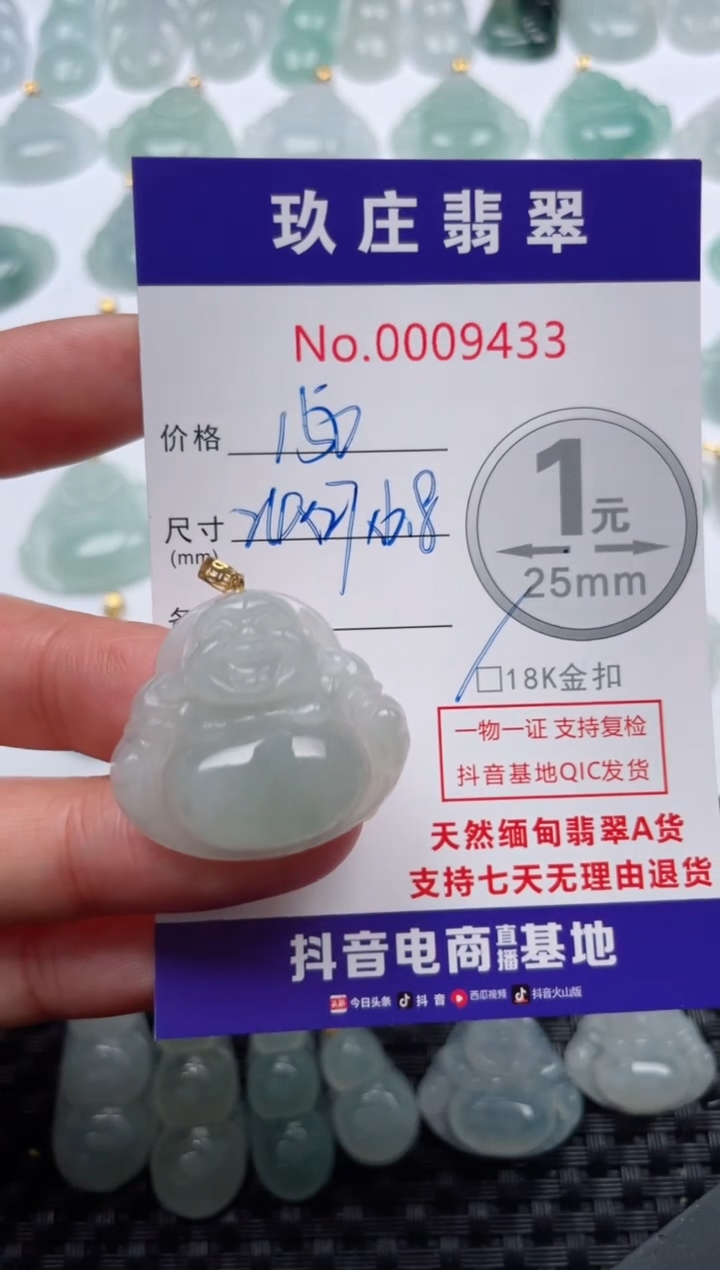 玖庄翡翠
No.0009433
价格 150
尺寸
(mm)
1元
25mm
□18K金扣
一物一证 支持复检
抖音基地QIC发货
天然缅甸翡翠A货
支持七天无理由退货
抖音电商直播基地
头条 今日头条 抖音 西瓜视频 抖音火山版